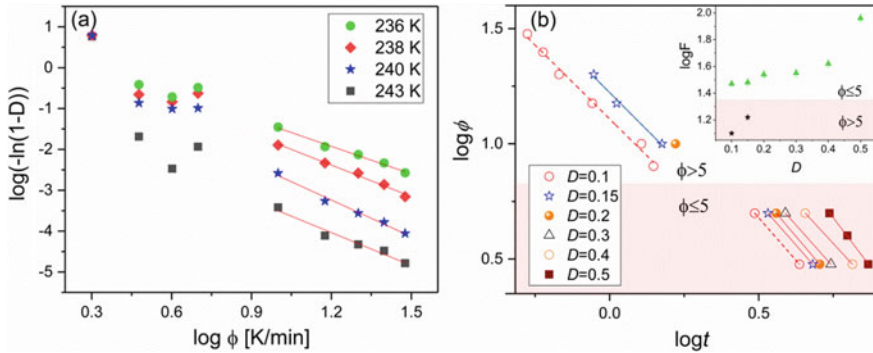 (a)
236 K
238 K
240 K
243 K
log(-ln(1-D))
1
0
-1
-2
-3
-4
-5
0.3
0.6
0.9
1.2
1.5
log ϕ [K/min]
(b)
logϕ
1.5
1.0
0.5
0.0
0.5
logt
ϕ>5
ϕ≤5
D=0.1
D=0.15
D=0.2
D=0.3
D=0.4
D=0.5
logF
2.0
1.8
1.6
1.4
1.2
0.1
0.2
0.3
0.4
0.5
D
ϕ≤5
ϕ>5